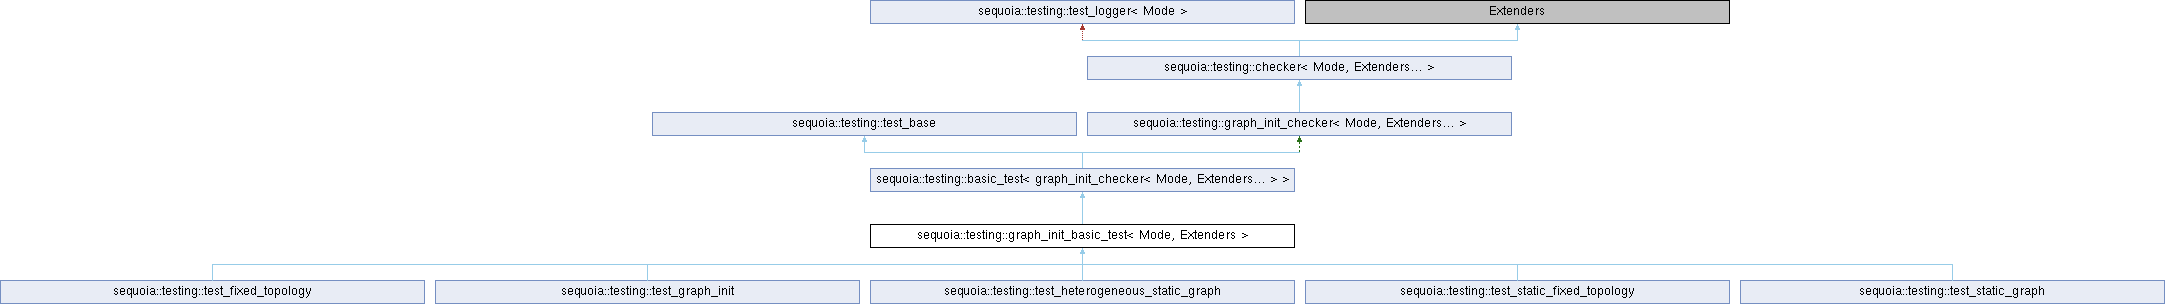 sequoia::testing::test_logger< Mode >
Extenders
sequoia::testing::checker< Mode, Extenders... >
sequoia::testing::test_base
sequoia::testing::graph_init_checker< Mode, Extenders... >
sequoia::testing::basic_test< graph_init_checker< Mode, Extenders... > >
sequoia::testing::graph_init_basic_test< Mode, Extenders >
sequoia::testing::test_fixed_topology
sequoia::testing::test_graph_init
sequoia::testing::test_heterogeneous_static_graph
sequoia::testing::test_static_fixed_topology
sequoia::testing::test_static_graph